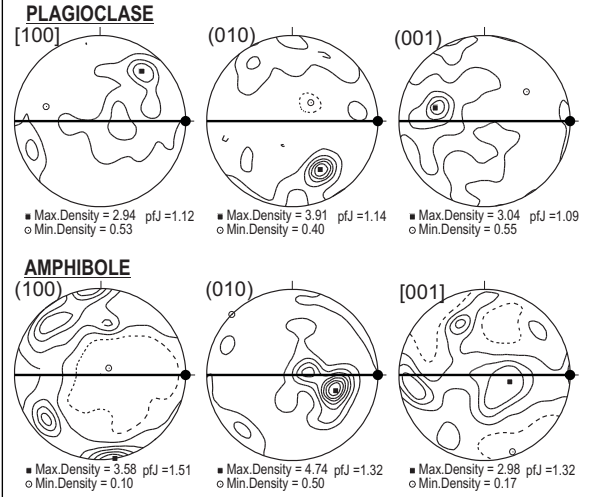 PLAGIOCLASE
[100] (010) (001)
■ Max.Density = 2.94 pfJ =1.12 ■ Max.Density = 3.91 pfJ =1.14 ■ Max.Density = 3.04 pfJ =1.09
⊙ Min.Density = 0.53 ⊙ Min.Density = 0.40 ⊙ Min.Density = 0.55
AMPHIBOLE
(100) (010) [001]
■ Max.Density = 3.58 pfJ =1.51 ■ Max.Density = 4.74 pfJ =1.32 ■ Max.Density = 2.98 pfJ =1.32
⊙ Min.Density = 0.10 ⊙ Min.Density = 0.50 ⊙ Min.Density = 0.17